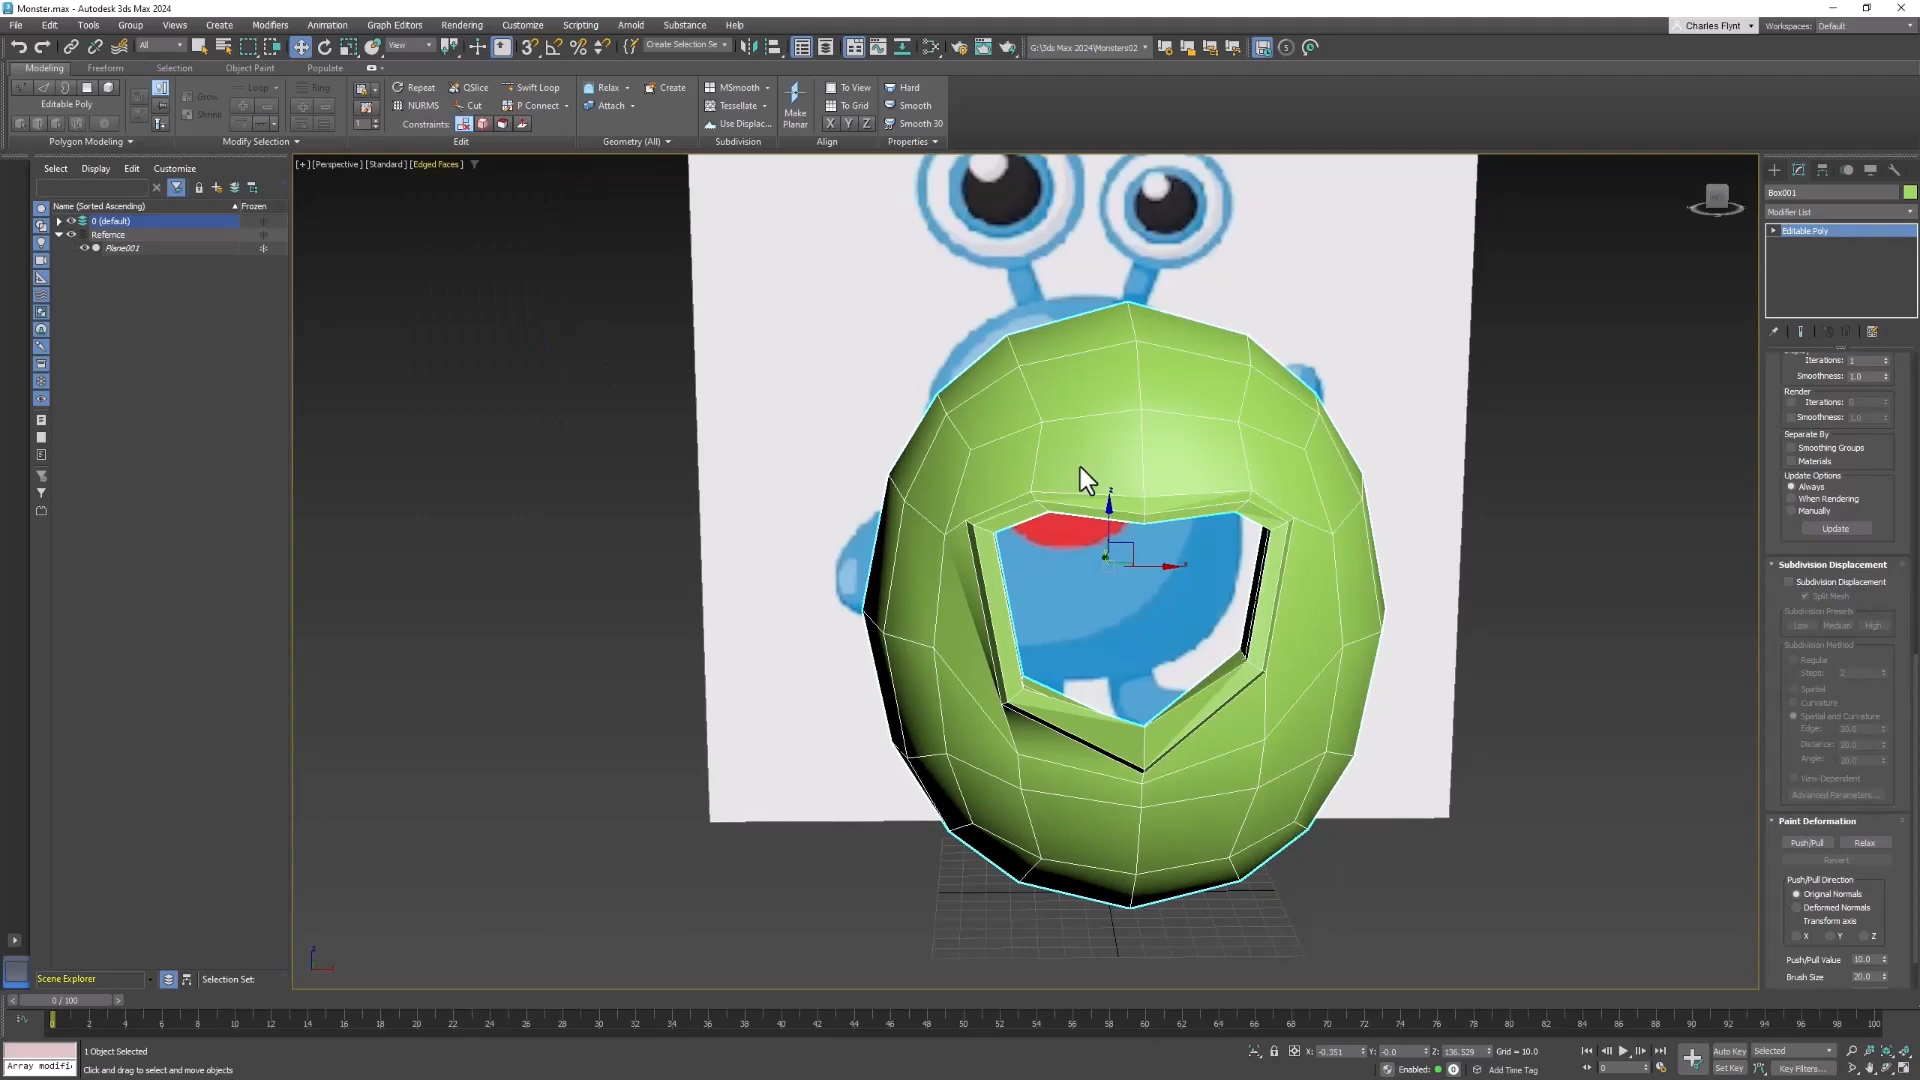 Monster.max - Autodesk 3ds Max 2024
File Edit Tools Group Views Create Modifiers Animation Graph Editors Rendering Customize Scripting Arnold Substance Help
Charles Flynt Workspaces: Default
All View Create Selection Se G:\3ds Max 2024\Monsters02
Modeling Freeform Selection Object Paint Populate
Grow Loop Ring Repeat QSlice Swift Loop Relax Create MSmooth To View Hard
Editable Poly Shrink NURMS Cut P Connect Attach Tessellate Make Planar To Grid Smooth
1 Constraints: Use Displac... X Y Z Smooth 30
Polygon Modeling Modify Selection Edit Geometry (All) Subdivision Align Properties
Select Display Edit Customize
[+] [Perspective] [Standard] [Edged Faces]
Name (Sorted Ascending) Frozen
0 (default)
Refernce
Plane001
Box001
Modifier List
Editable Poly
Iterations: 1
Smoothness: 1.0
Render
Iterations: 0
Smoothness: 1.0
Separate By
Smoothing Groups
Materials
Update Options
Always
When Rendering
Manually
Update
Subdivision Displacement
Subdivision Displacement
Split Mesh
Subdivision Presets
Low Medium High
Subdivision Method
Regular
Steps: 2
Spatial
Curvature
Spatial and Curvature
Edge: 20.0
Distance: 20.0
Angle: 10.0
View-Dependent
Advanced Parameters...
Paint Deformation
Push/Pull Relax
Revert
Push/Pull Direction
Original Normals
Deformed Normals
Transform axis
X Y Z
Push/Pull Value 10.0
Brush Size 20.0
z
x
z
Scene Explorer Selection Set:
0 / 100
0 2 4 6 8 10 12 14 16 18 20 22 24 26 28 30 32 34 36 38 40 42 44 46 48 50 52 54 56 58 60 62 64 66 68 70 72 74 76 78 80 82 84 86 88 90 92 94 96 98 100
1 Object Selected X: -0.351 Y: -0.0 Z: 136.529 Grid = 10.0 Auto Key Selected
Array modifi Click and drag to select and move objects Enabled: 0 Add Time Tag 0 Set Key Key Filters...